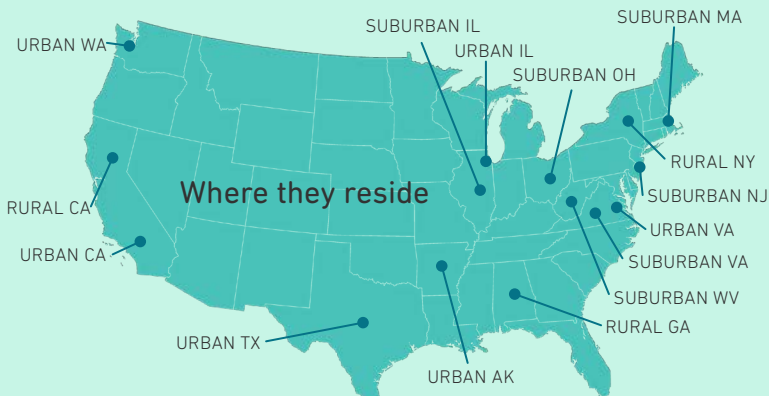 SUBURBAN MA
SUBURBAN IL
URBAN WA
URBAN IL
SUBURBAN OH
RURAL NY
Where they reside
SUBURBAN NJ
RURAL CA
URBAN VA
URBAN CA
SUBURBAN VA
SUBURBAN WV
RURAL GA
URBAN TX
URBAN AK